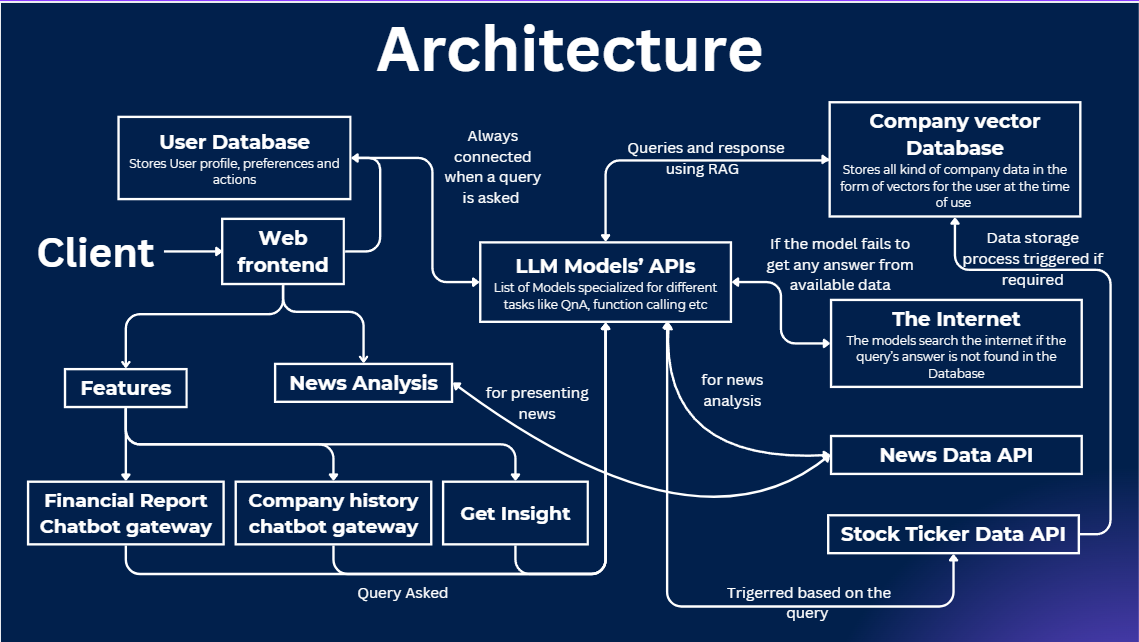 Architecture
User Database
Stores User profile, preferences and
actions
Always
connected
when a query
is asked
Queries and response
using RAG
Company vector
Database
Stores all kind of company data in the
form of vectors for the user at the time
of use
Client
Web
frontend
LLM Models' APIs
List of Models specialized for different
tasks like QnA, function calling etc
If the model fails to
get any answer from
available data
Data storage
process triggered if
required
The Internet
The models search the internet if the
query's answer is not found in the
Database
Features
News Analysis
for presenting
news
for news
analysis
News Data API
Financial Report
Chatbot gateway
Company history
chatbot gateway
Get Insight
Stock Ticker Data API
Query Asked
Trigerred based on the
query